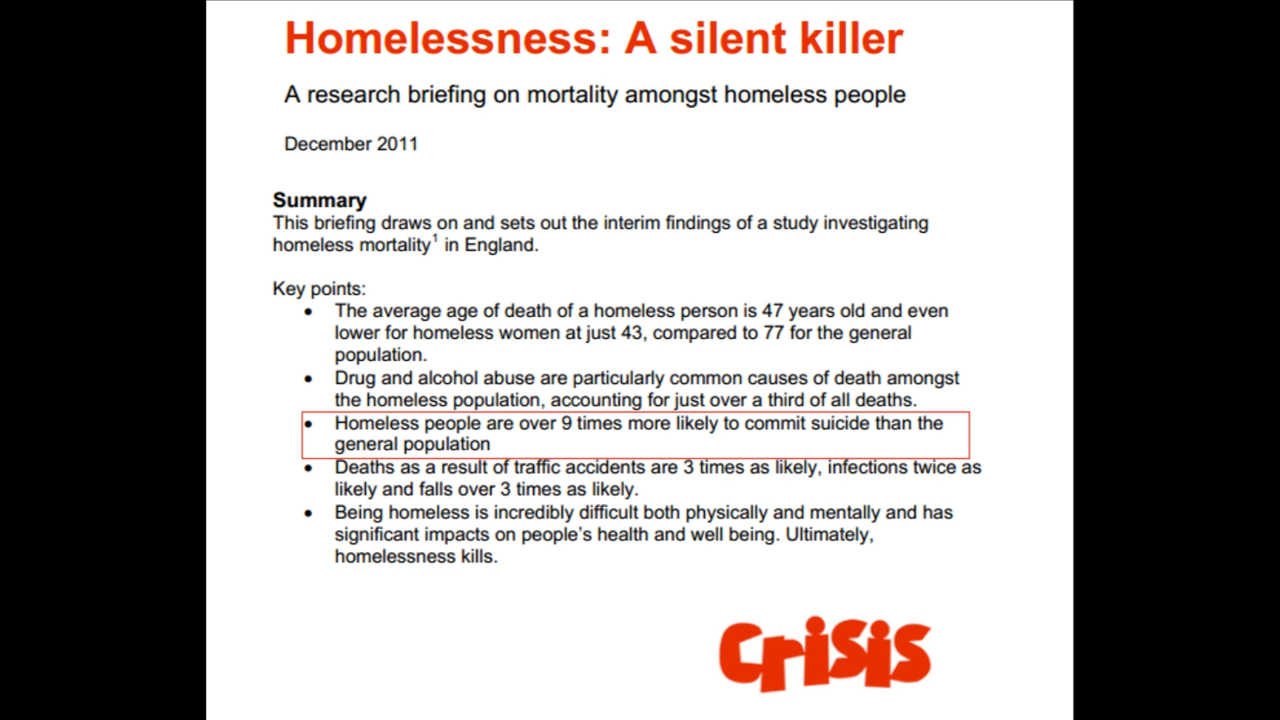 Homelessness: A silent killer
A research briefing on mortality amongst homeless people
December 2011
Summary
This briefing draws on and sets out the interim findings of a study investigating
homeless mortality1 in England.
Key points:
• The average age of death of a homeless person is 47 years old and even
lower for homeless women at just 43, compared to 77 for the general
population.
• Drug and alcohol abuse are particularly common causes of death amongst
the homeless population, accounting for just over a third of all deaths.
• Homeless people are over 9 times more likely to commit suicide than the
general population
• Deaths as a result of traffic accidents are 3 times as likely, infections twice as
likely and falls over 3 times as likely.
• Being homeless is incredibly difficult both physically and mentally and has
significant impacts on people's health and well being. Ultimately,
homelessness kills.
Crisis